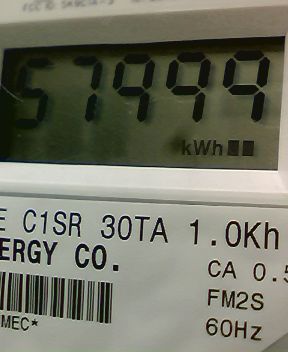 57999
kWh
E C1SR 30TA 1.0Kh
ERGY CO.
CA 0.5
FM2S
60Hz
MEC*